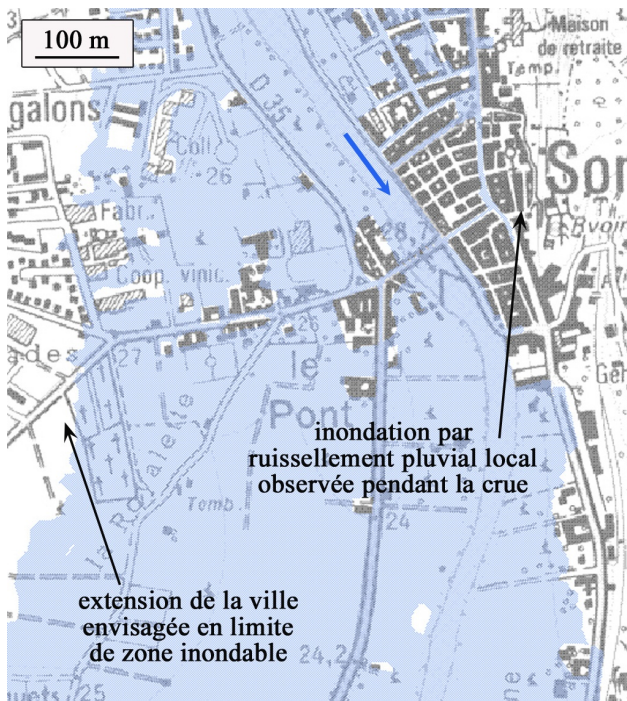 100 m
Maison
de retraite
Temp.
galons
D 35
Coll.
26
Son
Fabr.
28,7
Coop. vinic.
26
ades
27
le
Pont
inondation par
ruissellement pluvial local
observée pendant la crue
Tomb.
24
extension de la ville
envisagée en limite
de zone inondable
24,2
25